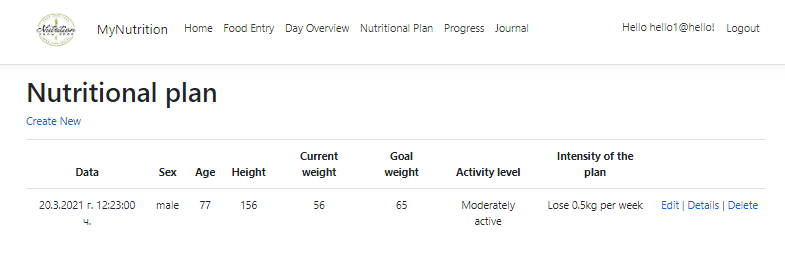 Nutrition
MyNutrition Home Food Entry Day Overview Nutritional Plan Progress Journal Hello hello1@hello! Logout
Nutritional plan
Create New
Data Sex Age Height Current weight Goal weight Activity level Intensity of the plan
20.3.2021 г. 12:23:00 ч. male 77 156 56 65 Moderately active Lose 0.5kg per week Edit | Details | Delete